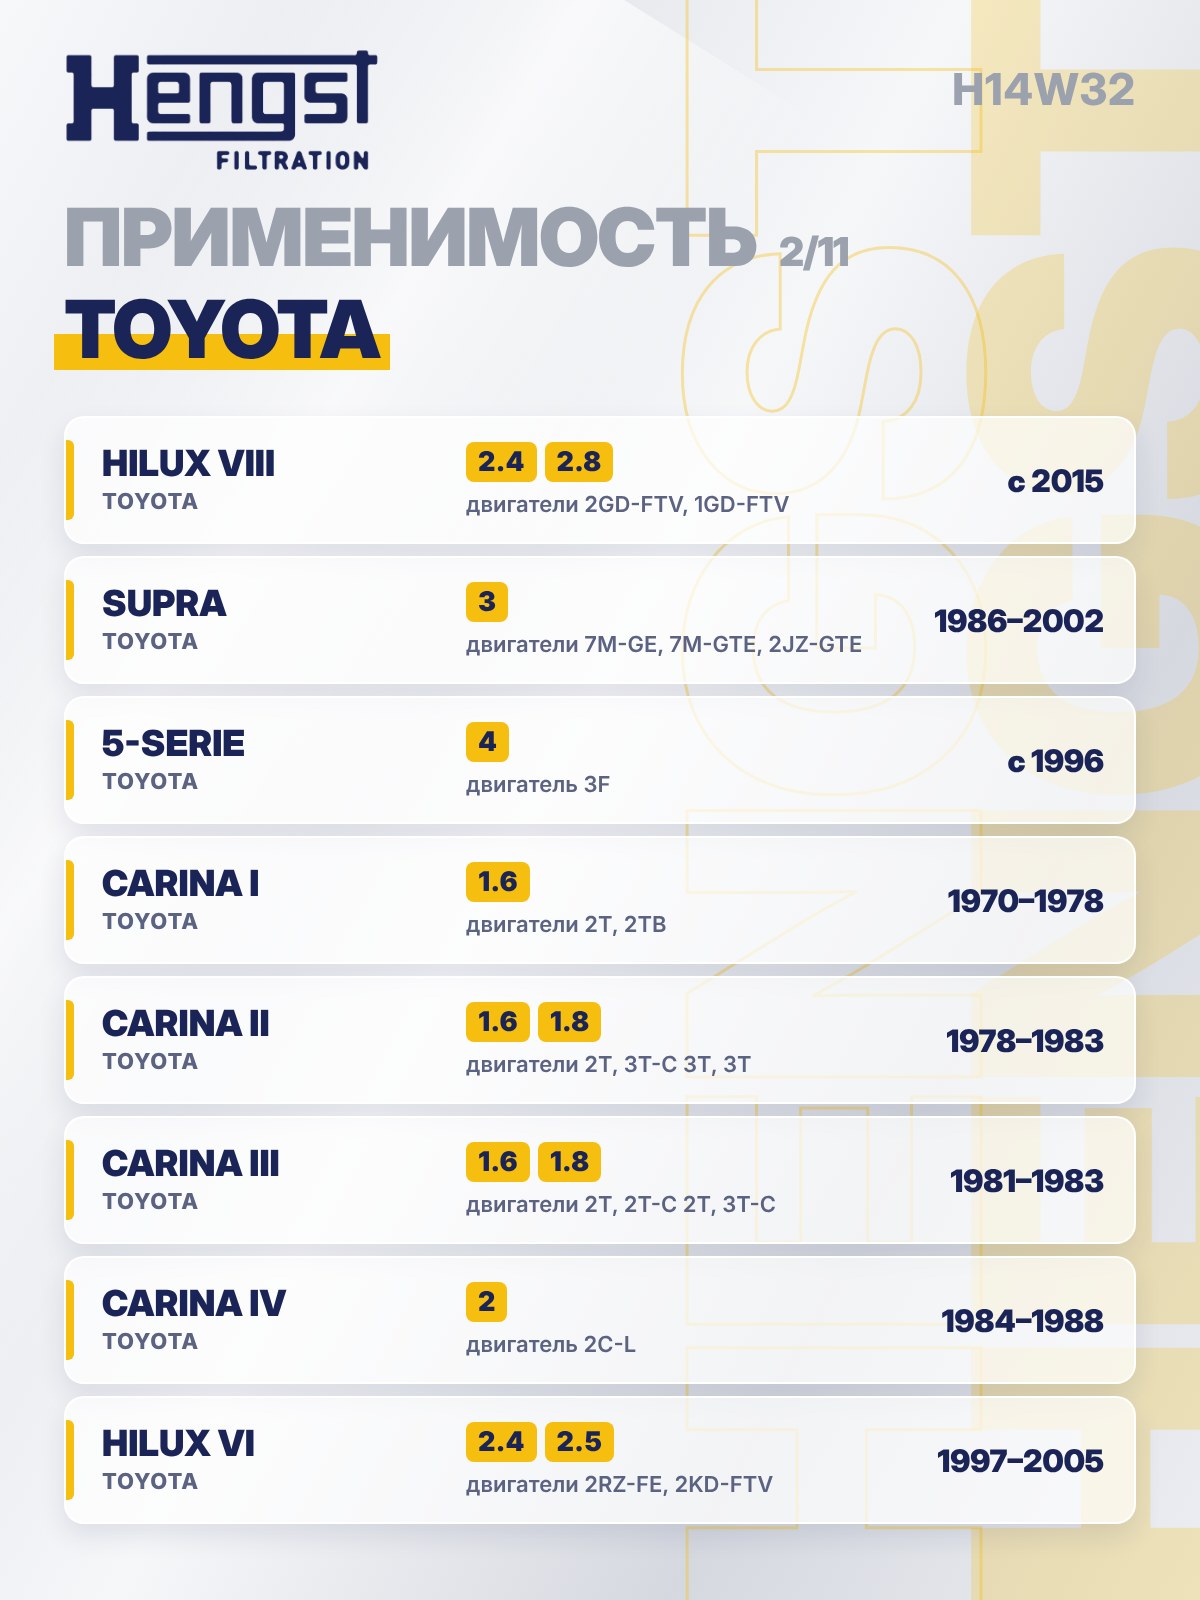 Hengst
FILTRATION
H14W32
ПРИМЕНИМОСТЬ 2/11
TOYOTA
HILUX VIII
TOYOTA
2.4 2.8
двигатели 2GD-FTV, 1GD-FTV
с 2015
SUPRA
TOYOTA
3
двигатели 7M-GE, 7M-GTE, 2JZ-GTE
1986–2002
5-SERIE
TOYOTA
4
двигатель 3F
с 1996
CARINA I
TOYOTA
1.6
двигатели 2T, 2TB
1970–1978
CARINA II
TOYOTA
1.6 1.8
двигатели 2T, 3T-C 3T, 3T
1978–1983
CARINA III
TOYOTA
1.6 1.8
двигатели 2T, 2T-C 2T, 3T-C
1981–1983
CARINA IV
TOYOTA
2
двигатель 2C-L
1984–1988
HILUX VI
TOYOTA
2.4 2.5
двигатели 2RZ-FE, 2KD-FTV
1997–2005
HENGST
HENGST